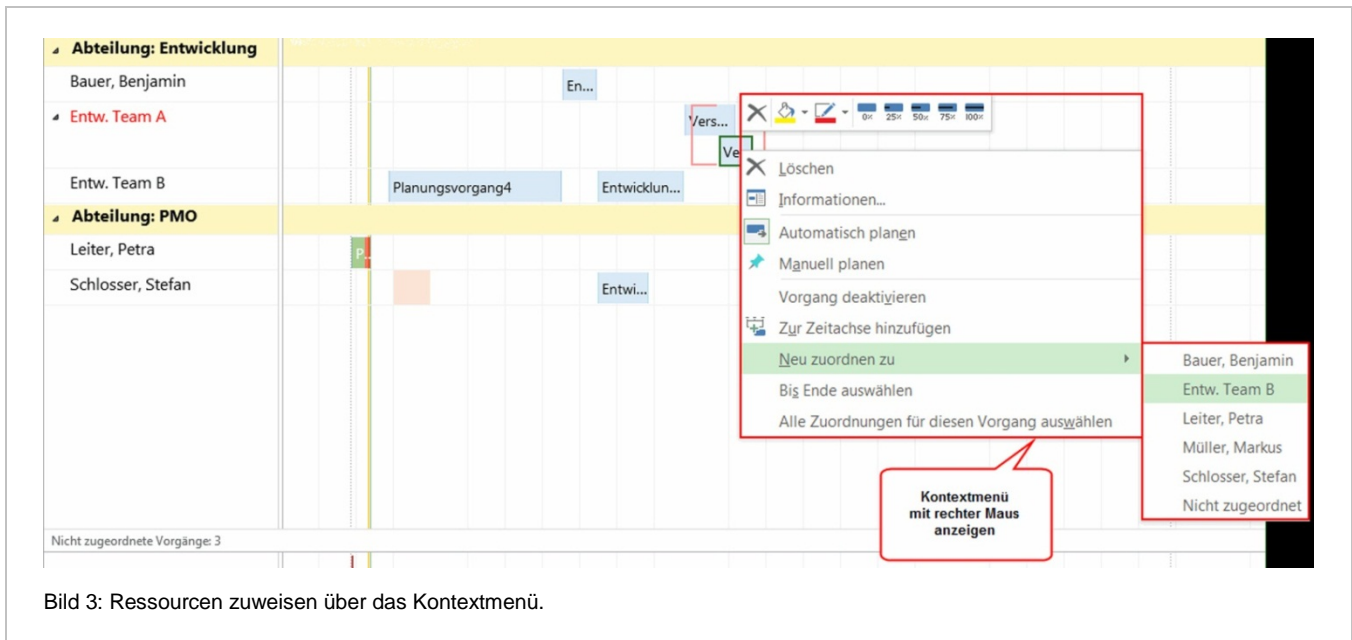 Abteilung: Entwicklung
Bauer, Benjamin
En...
Entw. Team A
Vers...
0%
25%
50%
75%
100%
Ve
Löschen
Informationen...
Entw. Team B
Planungsvorgang4
Entwicklun...
Abteilung: PMO
Automatisch planen
Leiter, Petra
P...
Manuell planen
Schlosser, Stefan
Entwi...
Vorgang deaktivieren
Zur Zeitachse hinzufügen
Neu zuordnen zu
Bis Ende auswählen
Alle Zuordnungen für diesen Vorgang auswählen
Bauer, Benjamin
Entw. Team B
Leiter, Petra
Müller, Markus
Schlosser, Stefan
Nicht zugeordnet
Kontextmenü
mit rechter Maus
anzeigen
Nicht zugeordnete Vorgänge: 3
Bild 3: Ressourcen zuweisen über das Kontextmenü.